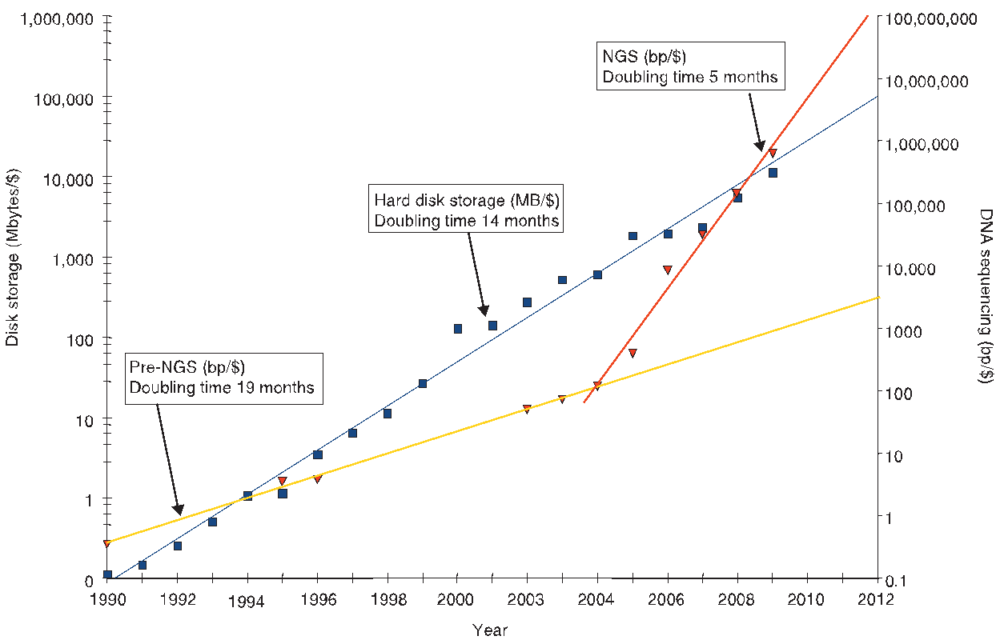 1,000,000
100,000
10,000
1,000
100
10
1
0
Disk storage (Mbytes/$)
NGS (bp/$)
Doubling time 5 months
Hard disk storage (MB/$)
Doubling time 14 months
Pre-NGS (bp/$)
Doubling time 19 months
100,000,000
10,000,000
1,000,000
100,000
10,000
1000
100
10
1
0.1
DNA sequencing (bp/$)
1990 1992 1994 1996 1998 2000 2003 2004 2006 2008 2010 2012
Year